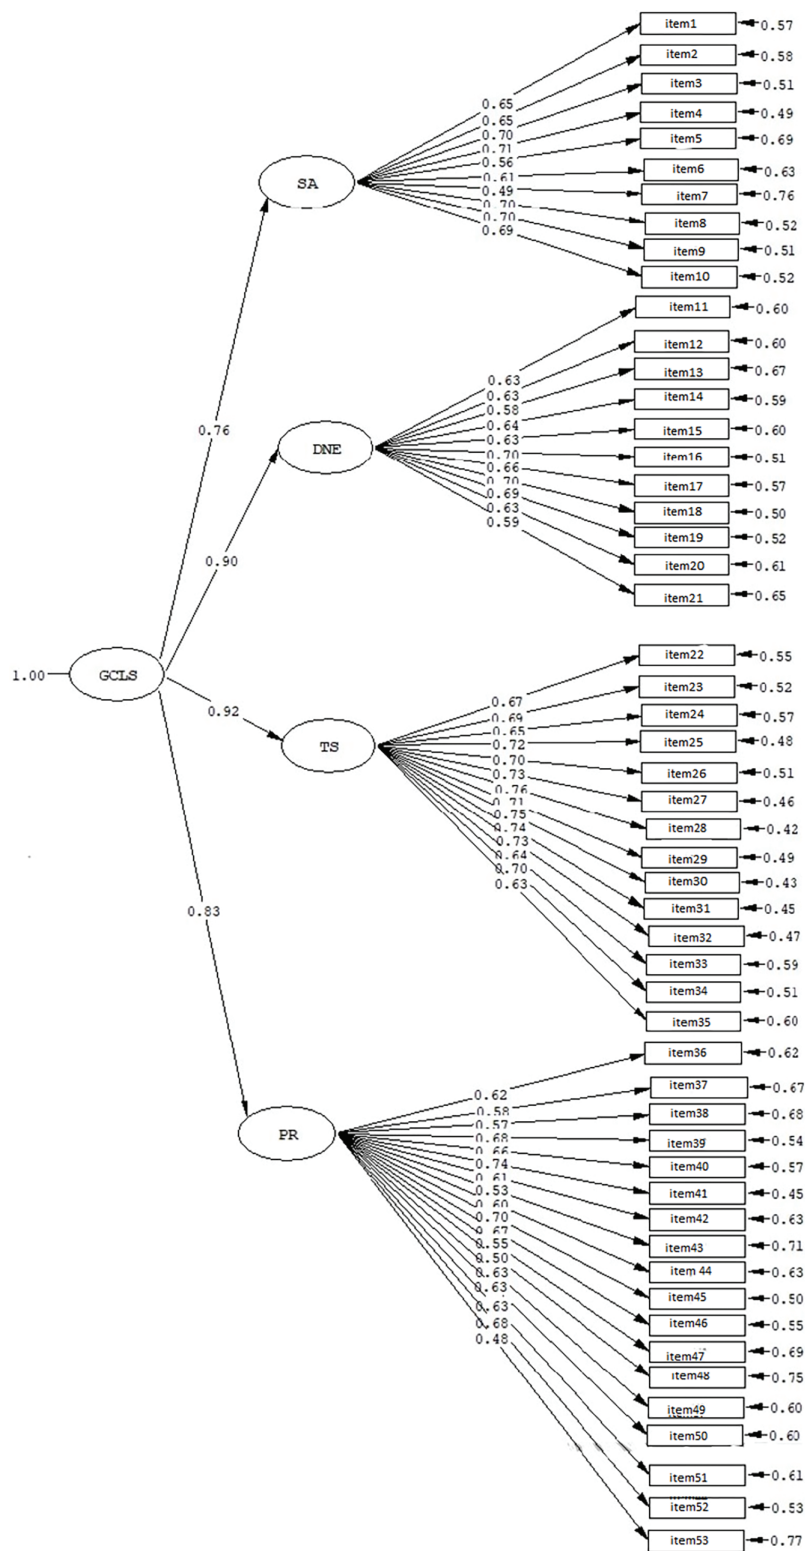 item1 0.57
item2 0.58
item3 0.51
item4 0.49
item5 0.69
item6 0.63
item7 0.76
item8 0.52
item9 0.51
item10 0.52
0.65
0.65
0.70
0.71
0.56
0.61
0.49
0.70
0.70
0.69
SA
0.76
item11 0.60
item12 0.60
item13 0.67
item14 0.59
item15 0.60
item16 0.51
item17 0.57
item18 0.50
item19 0.52
item20 0.61
item21 0.65
0.63
0.63
0.58
0.64
0.63
0.70
0.66
0.70
0.69
0.63
0.59
DNE
0.90
1.00 GCLS
0.92
item22 0.55
item23 0.52
item24 0.57
item25 0.48
item26 0.51
item27 0.46
item28 0.42
item29 0.49
item30 0.43
item31 0.45
item32 0.47
item33 0.59
item34 0.51
item35 0.60
0.67
0.69
0.65
0.72
0.70
0.73
0.76
0.71
0.75
0.74
0.73
0.64
0.70
0.63
TS
0.83
item36 0.62
item37 0.67
item38 0.68
item39 0.54
item40 0.57
item41 0.45
item42 0.63
item43 0.71
item 44 0.63
item45 0.50
item46 0.55
item47 0.69
item48 0.75
item49 0.60
item50 0.60
item51 0.61
item52 0.53
item53 0.77
0.62
0.58
0.57
0.68
0.66
0.74
0.61
0.53
0.60
0.70
0.67
0.55
0.50
0.63
0.63
0.63
0.68
0.48
PR